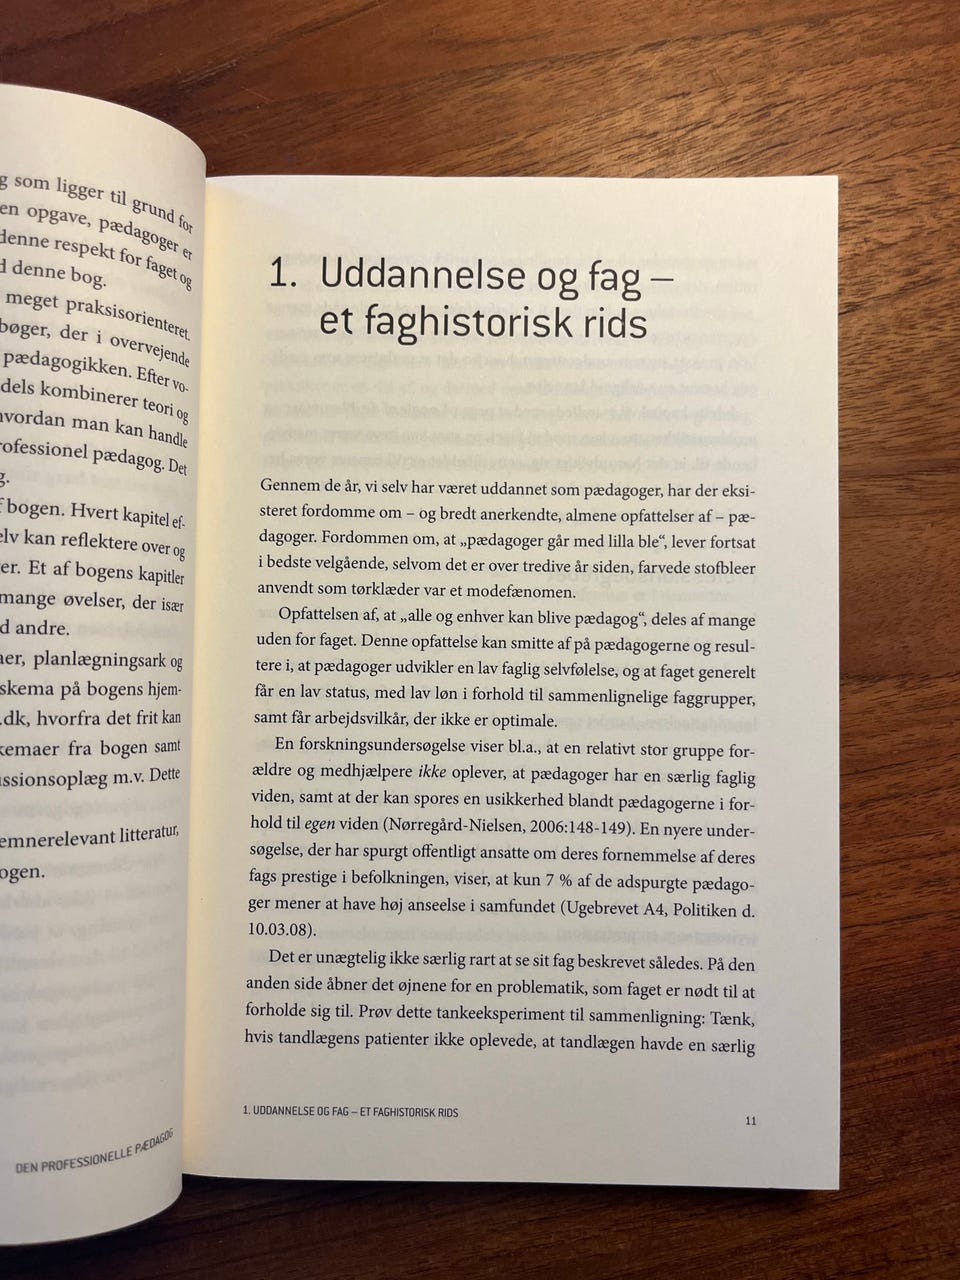 som ligger til grund for
en opgave, pædagoger er
denne respekt for faget og
denne bog.
meget praksisorienteret.
bøger, der i overvejende
pædagogikken. Efter vo-
dels kombinerer teori og
hvordan man kan handle
professionel pædagog. Det
bogen. Hvert kapitel ef-
selv kan reflektere over og
er. Et af bogens kapitler
mange øvelser, der især
d andre.
ner, planlægningsark og
skema på bogens hjem-
.dk, hvorfra det frit kan
kemaer fra bogen samt
ussionsoplæg m.v. Dette
emnerelevant litteratur,
ogen.
DEN PROFESSIONELLE PÆDAGOG
1. Uddannelse og fag –
et faghistorisk rids
Gennem de år, vi selv har været uddannet som pædagoger, har der eksi-
steret fordomme om – og bredt anerkendte, almene opfattelser af – pæ-
dagoger. Fordommen om, at „pædagoger går med lilla ble“, lever fortsat
i bedste velgående, selvom det er over tredive år siden, farvede stofbleer
anvendt som tørklæder var et modefænomen.
Opfattelsen af, at „alle og enhver kan blive pædagog“, deles af mange
uden for faget. Denne opfattelse kan smitte af på pædagogerne og resul-
tere i, at pædagoger udvikler en lav faglig selvfølelse, og at faget generelt
får en lav status, med lav løn i forhold til sammenlignelige faggrupper,
samt får arbejdsvilkår, der ikke er optimale.
En forskningsundersøgelse viser bl.a., at en relativt stor gruppe for-
ældre og medhjælpere ikke oplever, at pædagoger har en særlig faglig
viden, samt at der kan spores en usikkerhed blandt pædagogerne i for-
hold til egen viden (Nørregård-Nielsen, 2006:148-149). En nyere under-
søgelse, der har spurgt offentligt ansatte om deres fornemmelse af deres
fags prestige i befolkningen, viser, at kun 7 % af de adspurgte pædago-
ger mener at have høj anseelse i samfundet (Ugebrevet A4, Politiken d.
10.03.08).
Det er unægtelig ikke særlig rart at se sit fag beskrevet således. På den
anden side åbner det øjnene for en problematik, som faget er nødt til at
forholde sig til. Prøv dette tankeeksperiment til sammenligning: Tænk,
hvis tandlægens patienter ikke oplevede, at tandlægen havde en særlig
1. UDDANNELSE OG FAG – ET FAGHISTORISK RIDS
11